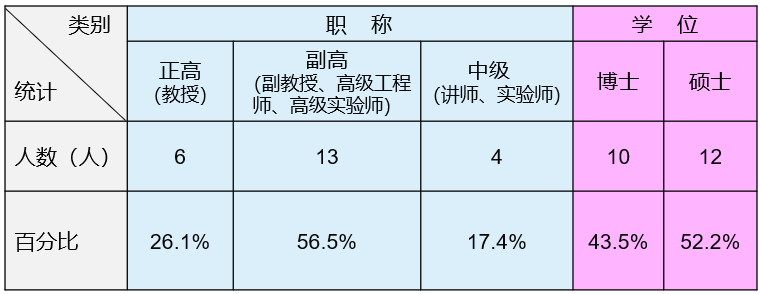 类别
统计
职 称
学 位
正高
(教授)
副高
(副教授、高级工程
师、高级实验师)
中级
(讲师、实验师)
博士
硕士
人数（人）
6
13
4
10
12
百分比
26.1%
56.5%
17.4%
43.5%
52.2%